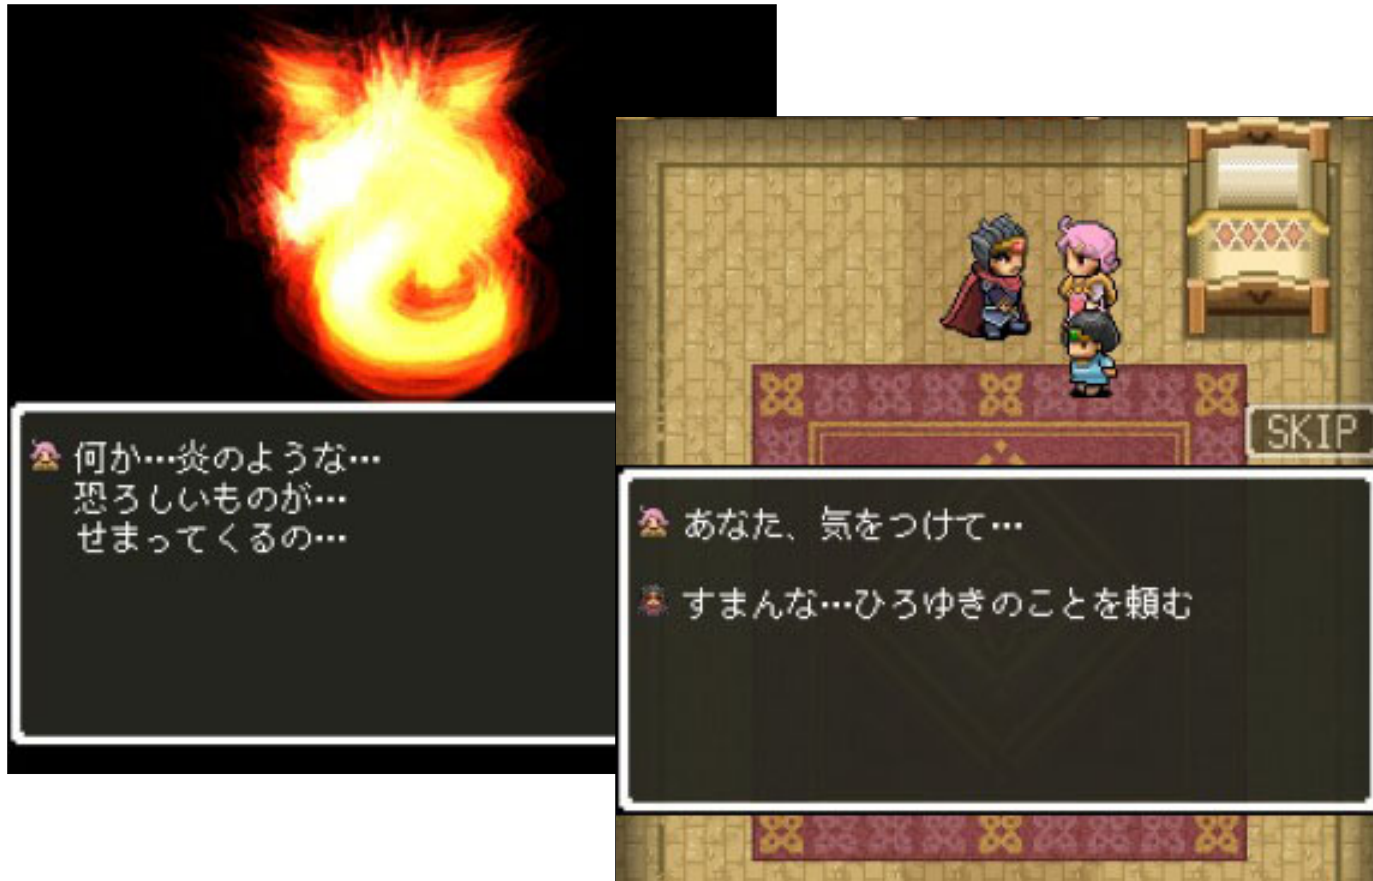 何か…炎のような…
恐ろしいものが…
せまってくるの…
SKIP
あなた、気をつけて…
すまんな…ひろゆきのことを頼む